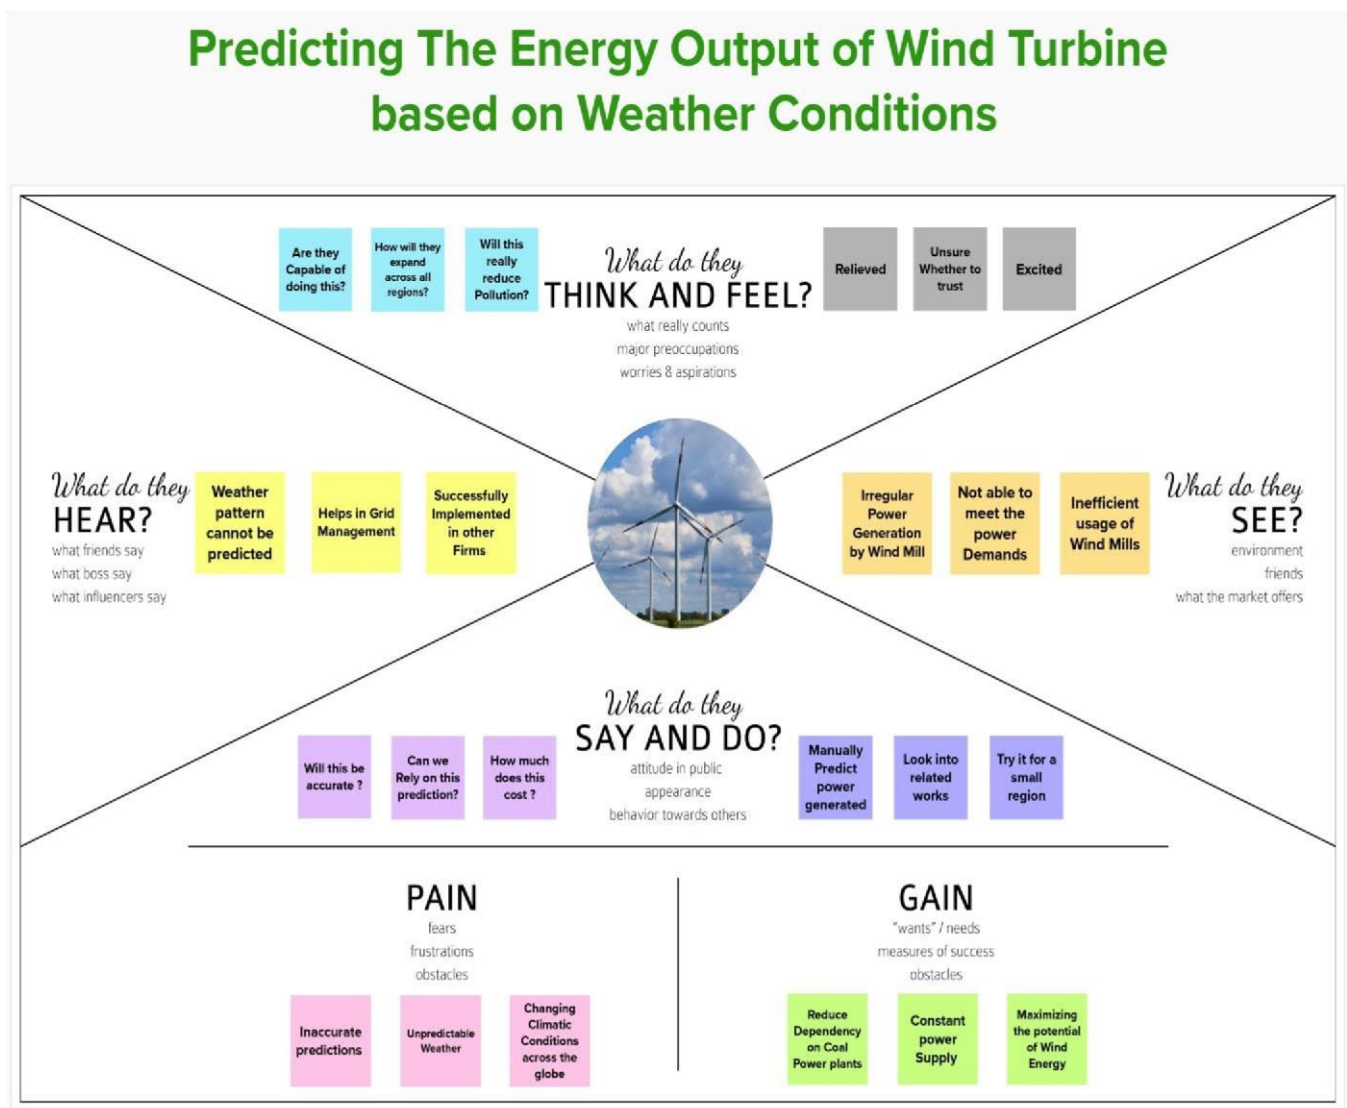 Predicting The Energy Output of Wind Turbine
based on Weather Conditions
Are they
Capable of
doing this?
How will they
expand
across all
regions?
Will this
really
reduce
Pollution?
What do they
THINK AND FEEL?
what really counts
major preoccupations
worries & aspirations
Relieved
Unsure
Whether to
trust
Excited
What do they
HEAR?
what friends say
what boss say
what influencers say
Weather
pattern
cannot be
predicted
Helps in Grid
Management
Successfully
Implemented
in other
Firms
Irregular
Power
Generation
by Wind Mill
Not able to
meet the
power
Demands
Inefficient
usage of
Wind Mills
What do they
SEE?
environment
friends
what the market offers
Will this be
accurate ?
Can we
Rely on this
prediction?
How much
does this
cost ?
What do they
SAY AND DO?
attitude in public
appearance
behavior towards others
Manually
Predict
power
generated
Look into
related
works
Try it for a
small
region
PAIN
fears
frustrations
obstacles
Inaccurate
predictions
Unpredictable
Weather
Changing
Climatic
Conditions
across the
globe
GAIN
"wants" / needs
measures of success
obstacles
Reduce
Dependency
on Coal
Power plants
Constant
power
Supply
Maximizing
the potential
of Wind
Energy